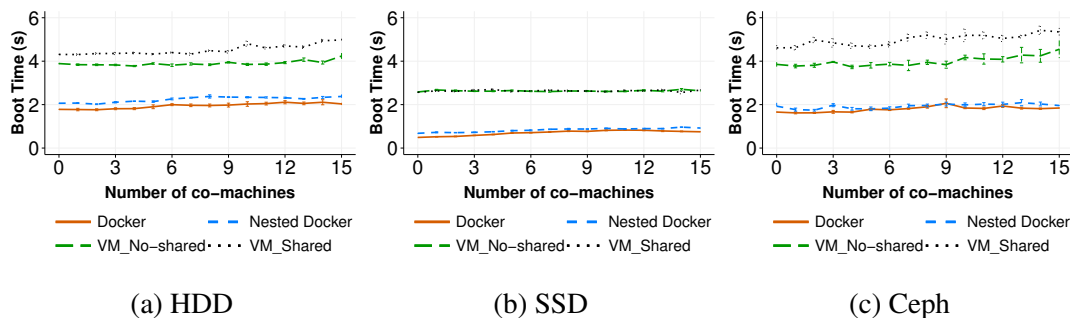 6
4
2
0
Boot Time (s)
0 3 6 9 12 15
Number of co−machines
Docker Nested Docker
VM_No−shared VM_Shared
(a) HDD
6
4
2
0
Boot Time (s)
0 3 6 9 12 15
Number of co−machines
Docker Nested Docker
VM_No−shared VM_Shared
(b) SSD
6
4
2
0
Boot Time (s)
0 3 6 9 12 15
Number of co−machines
Docker Nested Docker
VM_No−shared VM_Shared
(c) Ceph